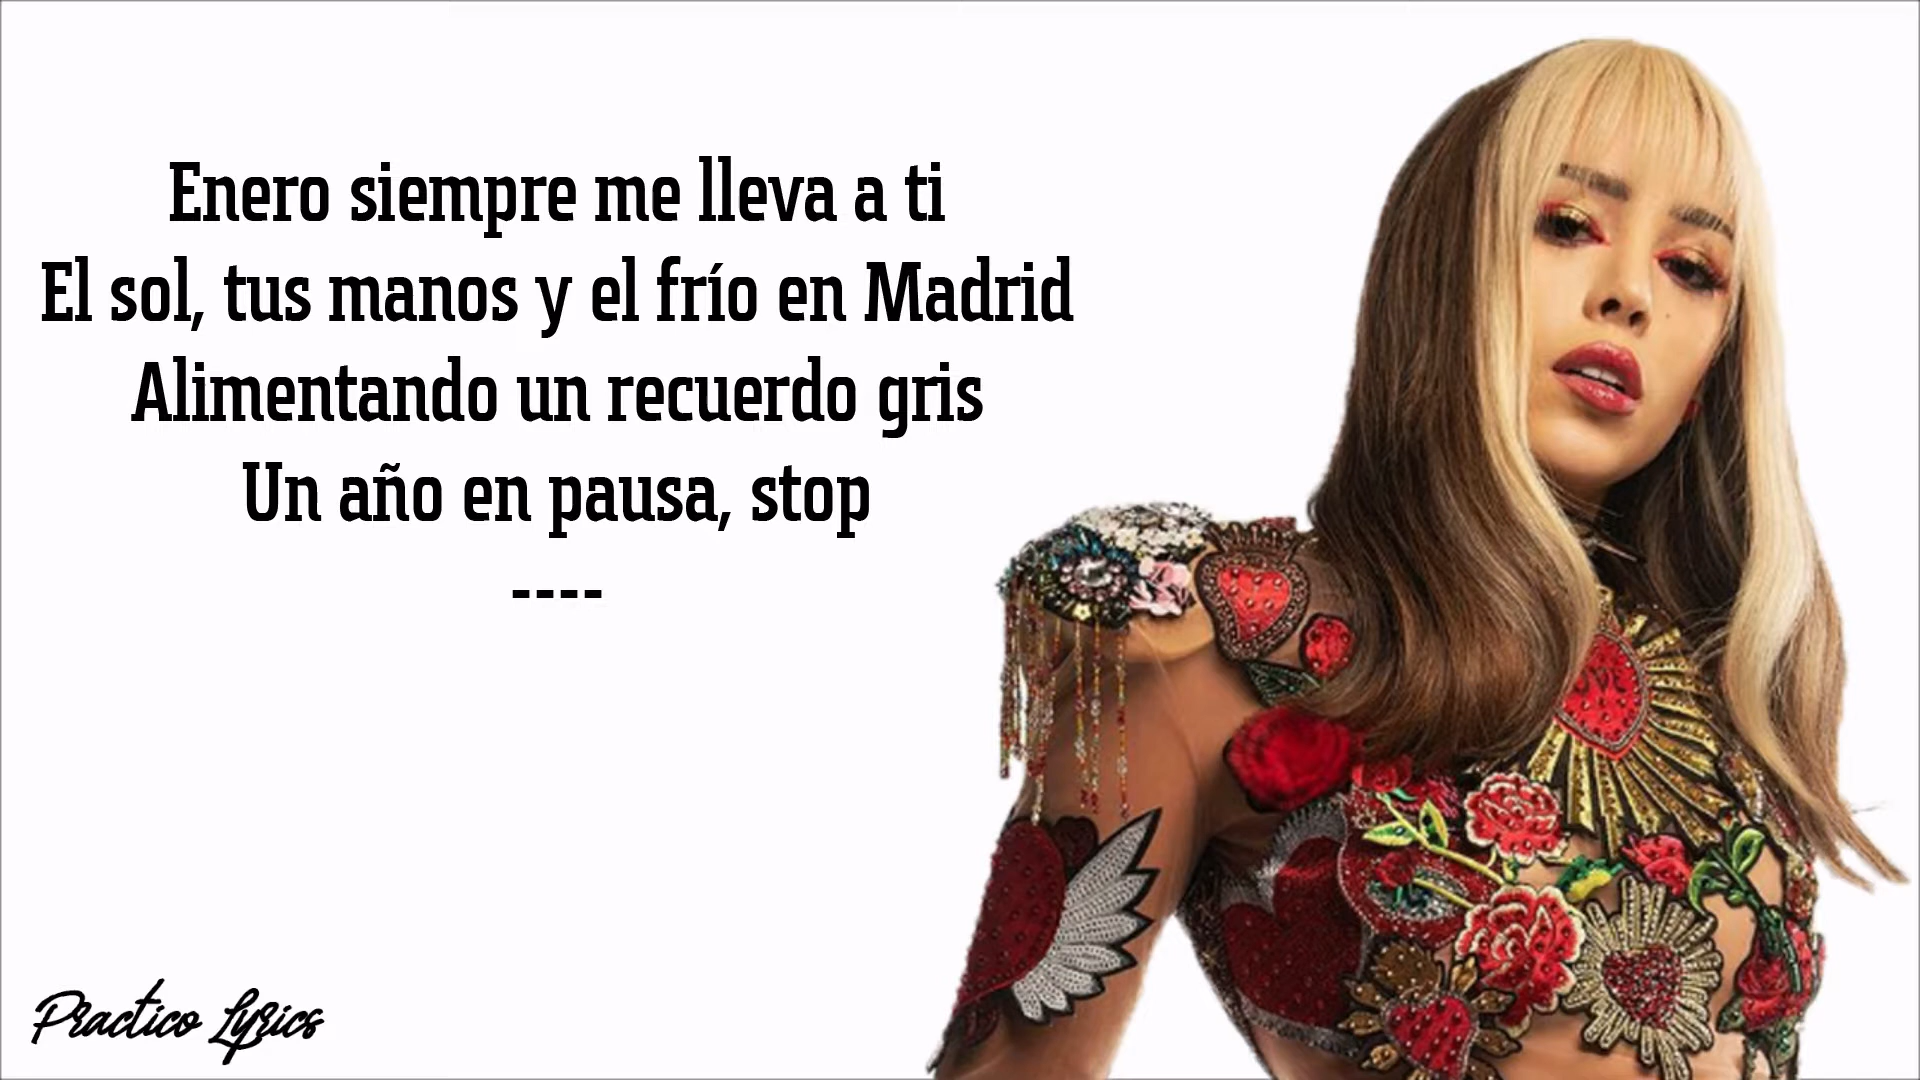 Enero siempre me lleva a ti
El sol, tus manos y el frío en Madrid
Alimentando un recuerdo gris
Un año en pausa, stop
----
Practico Lyrics